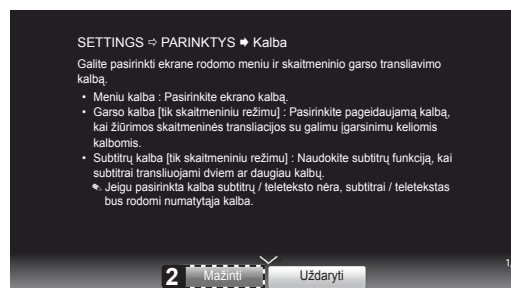 SETTINGS ⇨ PARINKTYS ➡ Kalba
Galite pasirinkti ekrane rodomo meniu ir skaitmeninio garso transliavimo
kalbą.
• Meniu kalba : Pasirinkite ekrano kalbą.
• Garso kalba [tik skaitmeniniu režimu] : Pasirinkite pageidaujamą kalbą,
kai žiūrimos skaitmeninės transliacijos su galimu įgarsinimu keliomis
kalbomis.
• Subtitrų kalba [tik skaitmeniniu režimu] : Naudokite subtitrų funkciją, kai
subtitrai transliuojami dviem ar daugiau kalbų.
✎ Jeigu pasirinkta kalba subtitrų / teleteksto nėra, subtitrai / teletekstas
bus rodomi numatytąja kalba.
2 Mažinti Uždaryti